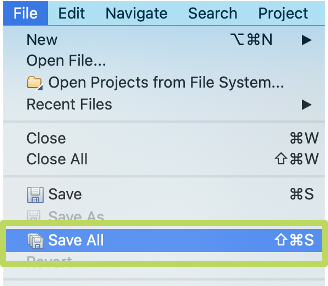 File Edit Navigate Search Project
New ⌥⌘N ▶
Open File...
Open Projects from File System...
Recent Files ▶
Close ⌘W
Close All ⇧⌘W
Save ⌘S
Save As
Save All ⇧⌘S
Revert